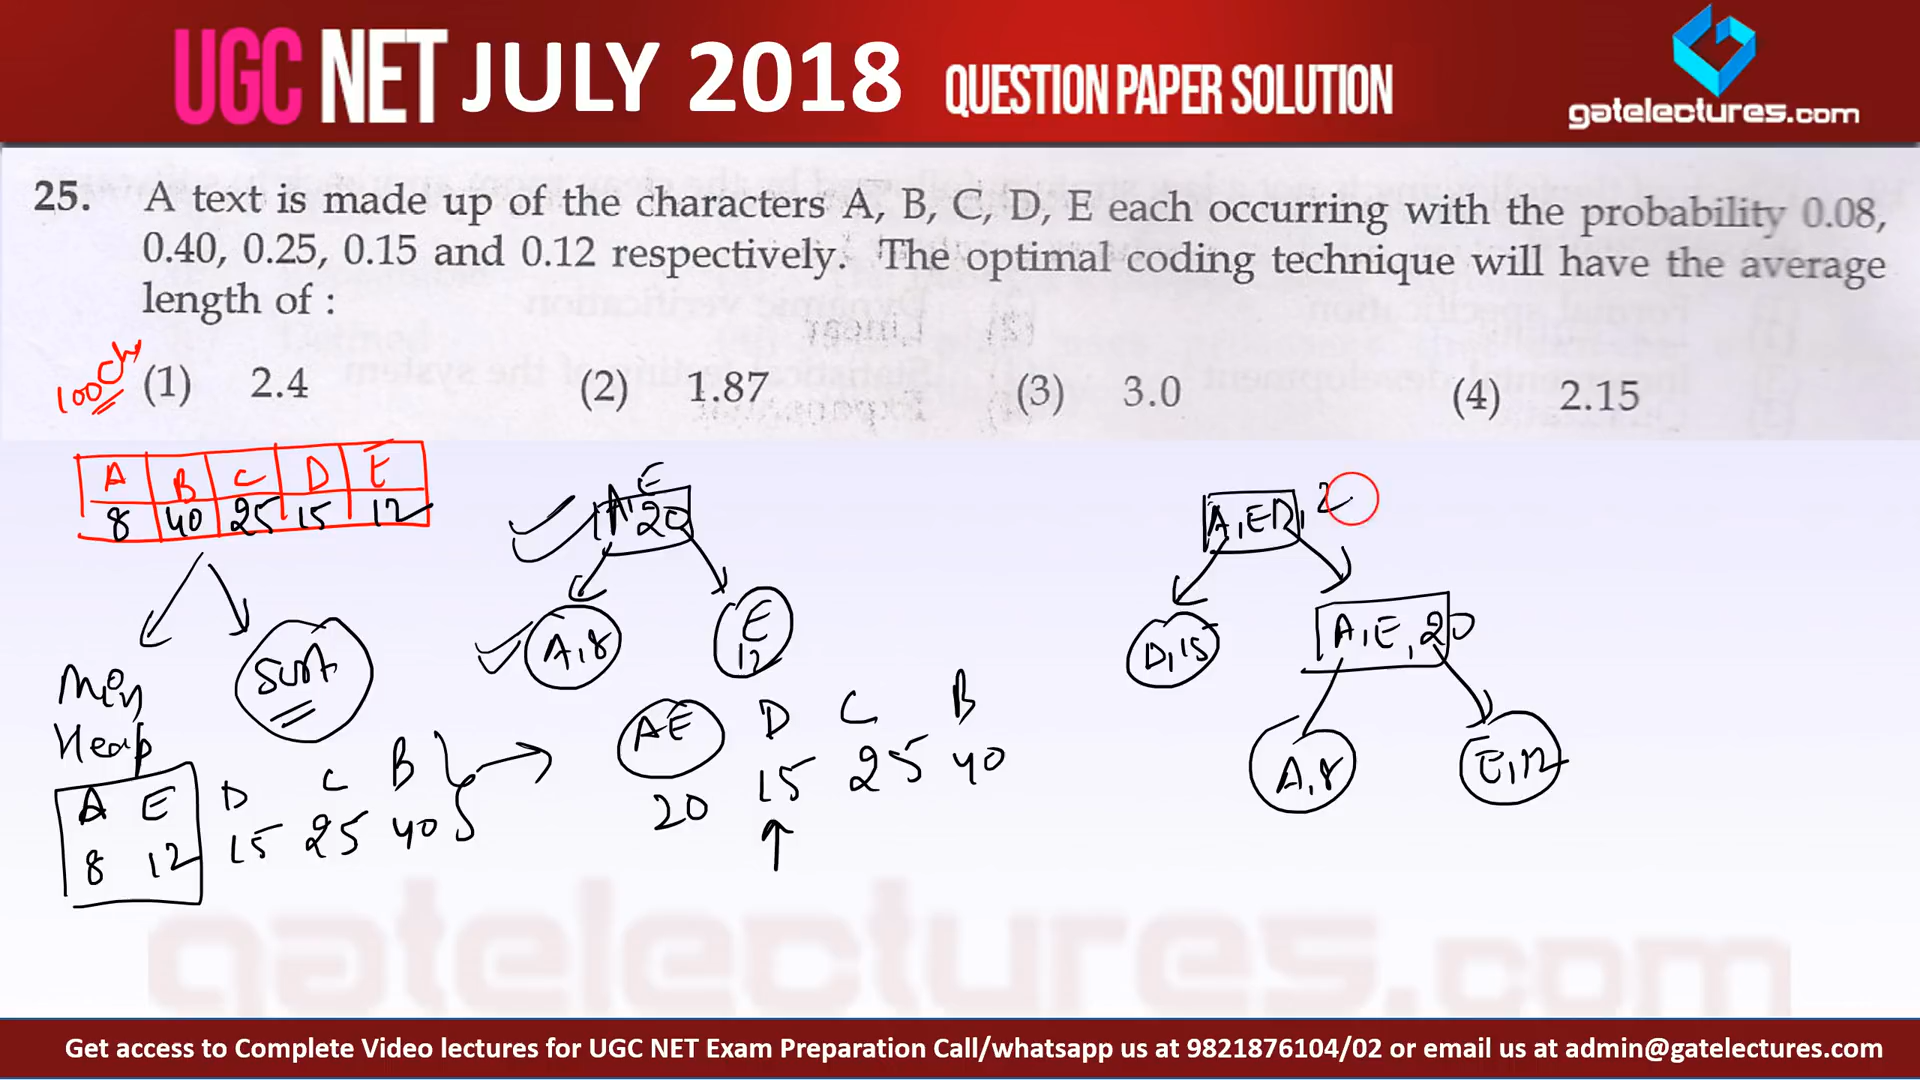 UGC NET JULY 2018 QUESTION PAPER SOLUTION
gatelectures.com
25. A text is made up of the characters A, B, C, D, E each occurring with the probability 0.08,
0.40, 0.25, 0.15 and 0.12 respectively. The optimal coding technique will have the average
length of :
(1) 2.4 (2) 1.87 (3) 3.0 (4) 2.15
A B C D E
8 40 25 15 12
Min
Heap
Sort
A E D C B
8 12 15 25 40
A E
20
A,8
E
12
AE D C B
20 15 25 40
A,ED, 2
D,15
A,E,20
A,8
E,12
gatelectures.com
Get access to Complete Video lectures for UGC NET Exam Preparation Call/whatsapp us at 9821876104/02 or email us at admin@gatelectures.com